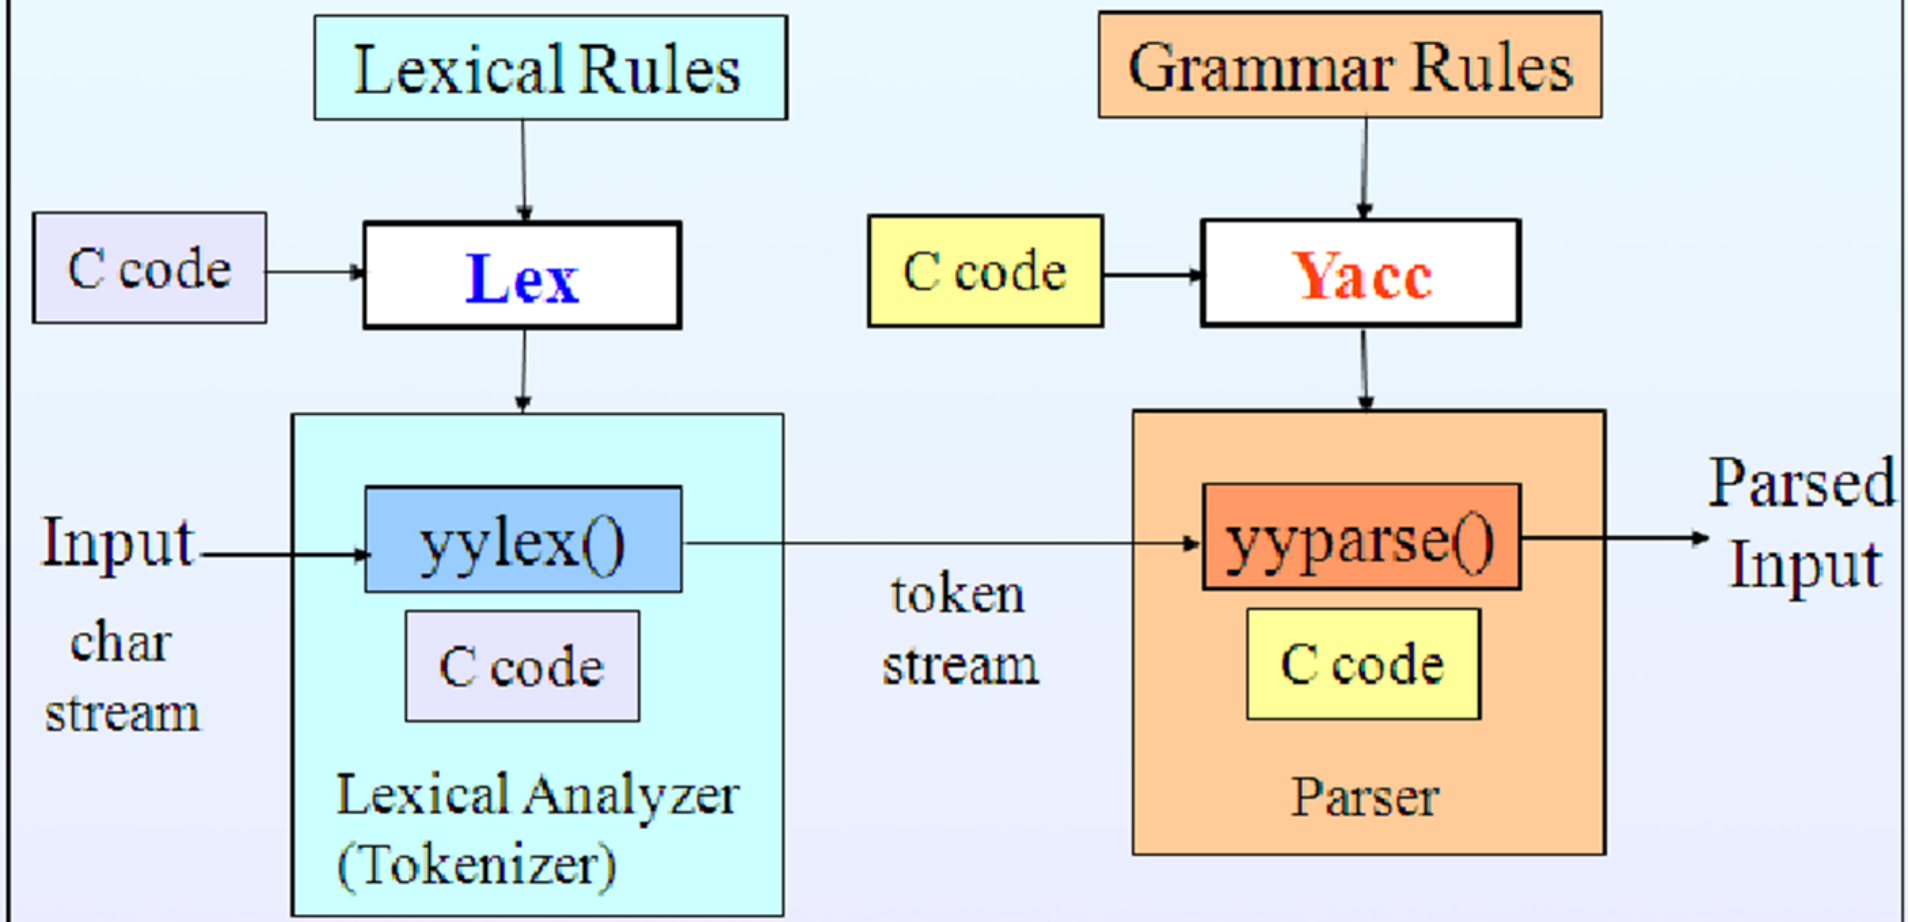 Lexical Rules
Grammar Rules
C code
Lex
C code
Yacc
Input
char
stream
yylex()
C code
Lexical Analyzer
(Tokenizer)
token
stream
yyparse()
C code
Parser
Parsed
Input